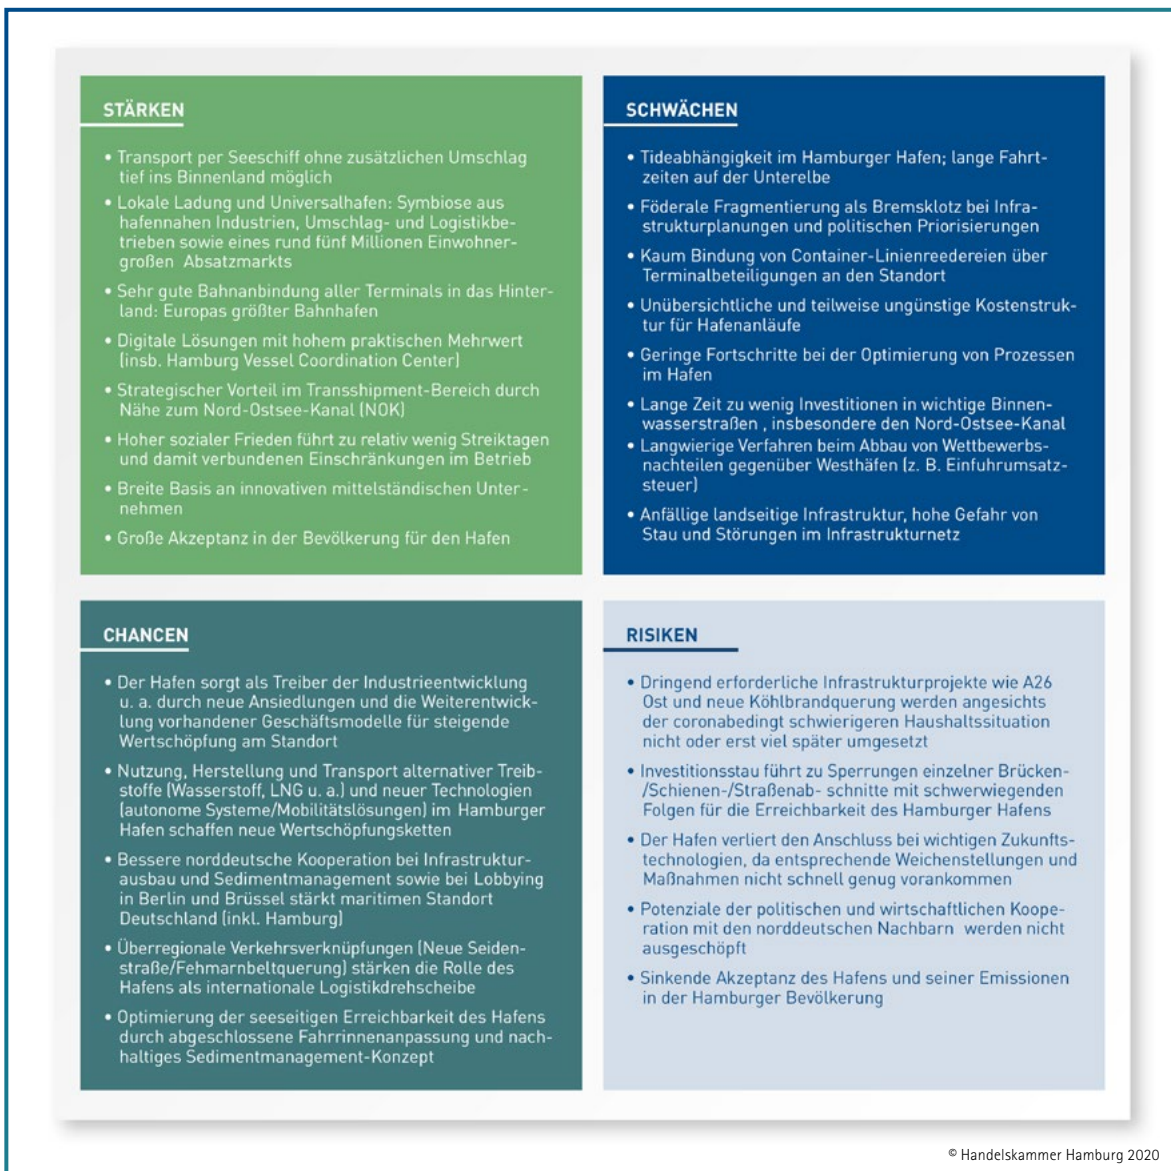 STÄRKEN
• Transport per Seeschiff ohne zusätzlichen Umschlag
tief ins Binnenland möglich
• Lokale Ladung und Universalhafen: Symbiose aus
hafennahen Industrien, Umschlag- und Logistikbe-
trieben sowie eines rund fünf Millionen Einwohner-
großen Absatzmarkts
• Sehr gute Bahnanbindung aller Terminals in das Hinter-
land: Europas größter Bahnhafen
• Digitale Lösungen mit hohem praktischen Mehrwert
(insb. Hamburg Vessel Coordination Center)
• Strategischer Vorteil im Transshipment-Bereich durch
Nähe zum Nord-Ostsee-Kanal (NOK)
• Hoher sozialer Frieden führt zu relativ wenig Streiktagen
und damit verbundenen Einschränkungen im Betrieb
• Breite Basis an innovativen mittelständischen Unter-
nehmen
• Große Akzeptanz in der Bevölkerung für den Hafen
SCHWÄCHEN
• Tideabhängigkeit im Hamburger Hafen; lange Fahrt-
zeiten auf der Unterelbe
• Föderale Fragmentierung als Bremsklotz bei Infra-
strukturplanungen und politischen Priorisierungen
• Kaum Bindung von Container-Linienreedereien über
Terminalbeteiligungen an den Standort
• Unübersichtliche und teilweise ungünstige Kostenstruk-
tur für Hafenanläufe
• Geringe Fortschritte bei der Optimierung von Prozessen
im Hafen
• Lange Zeit zu wenig Investitionen in wichtige Binnen-
wasserstraßen , insbesondere den Nord-Ostsee-Kanal
• Langwierige Verfahren beim Abbau von Wettbewerbs-
nachteilen gegenüber Westhäfen (z. B. Einfuhrumsatz-
steuer)
• Anfällige landseitige Infrastruktur, hohe Gefahr von
Stau und Störungen im Infrastrukturnetz
CHANCEN
• Der Hafen sorgt als Treiber der Industrieentwicklung
u. a. durch neue Ansiedlungen und die Weiterentwick-
lung vorhandener Geschäftsmodelle für steigende
Wertschöpfung am Standort
• Nutzung, Herstellung und Transport alternativer Treib-
stoffe (Wasserstoff, LNG u. a.) und neuer Technologien
(autonome Systeme/Mobilitätslösungen) im Hamburger
Hafen schaffen neue Wertschöpfungsketten
• Bessere norddeutsche Kooperation bei Infrastruktur-
ausbau und Sedimentmanagement sowie bei Lobbying
in Berlin und Brüssel stärkt maritimen Standort
Deutschland (inkl. Hamburg)
• Überregionale Verkehrsverknüpfungen (Neue Seiden-
straße/Fehmarnbeltquerung) stärken die Rolle des
Hafens als internationale Logistikdrehscheibe
• Optimierung der seeseitigen Erreichbarkeit des Hafens
durch abgeschlossene Fahrrinnenanpassung und nach-
haltiges Sedimentmanagement-Konzept
RISIKEN
• Dringend erforderliche Infrastrukturprojekte wie A26
Ost und neue Köhlbrandquerung werden angesichts
der coronabedingt schwierigeren Haushaltssituation
nicht oder erst viel später umgesetzt
• Investitionsstau führt zu Sperrungen einzelner Brücken-
/Schienen-/Straßenab- schnitte mit schwerwiegenden
Folgen für die Erreichbarkeit des Hamburger Hafens
• Der Hafen verliert den Anschluss bei wichtigen Zukunfts-
technologien, da entsprechende Weichenstellungen und
Maßnahmen nicht schnell genug vorankommen
• Potenziale der politischen und wirtschaftlichen Koope-
ration mit den norddeutschen Nachbarn werden nicht
ausgeschöpft
• Sinkende Akzeptanz des Hafens und seiner Emissionen
in der Hamburger Bevölkerung
© Handelskammer Hamburg 2020